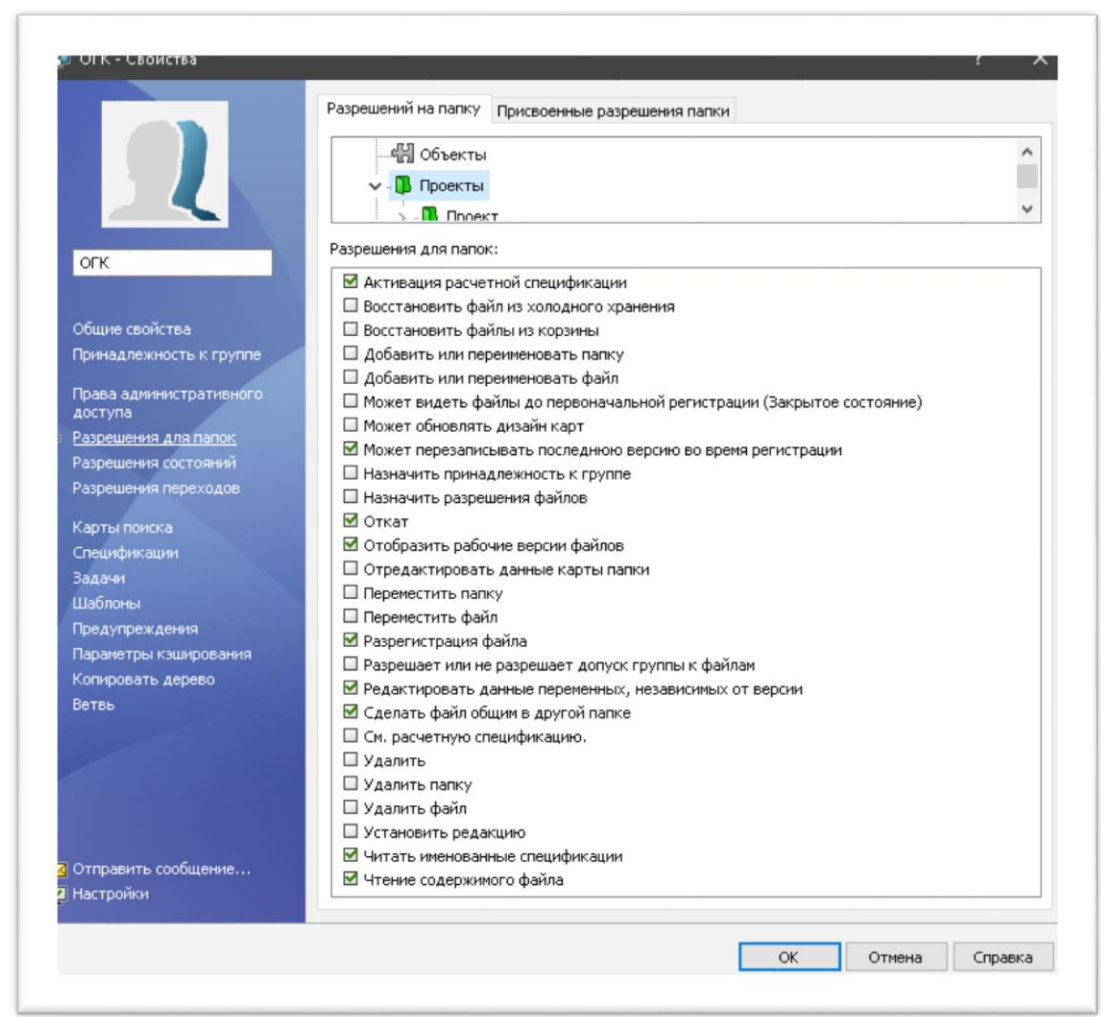 ОГК - Свойства
?
Разрешений на папку
Присвоенные разрешения папки
Объекты
Проекты
Проект
Разрешения для папок:
ОГК
Общие свойства
Принадлежность к группе
Права административного
доступа
Разрешения для папок
Разрешения состояний
Разрешения переходов
Карты поиска
Спецификации
Задачи
Шаблоны
Предупреждения
Параметры кэширования
Копировать дерево
Ветвь
Отправить сообщение...
Настройки
Активация расчетной спецификации
Восстановить файл из холодного хранения
Восстановить файлы из корзины
Добавить или переименовать папку
Добавить или переименовать файл
Может видеть файлы до первоначальной регистрации (Закрытое состояние)
Может обновлять дизайн карт
Может перезаписывать последнюю версию во время регистрации
Назначить принадлежность к группе
Назначить разрешения файлов
Откат
Отобразить рабочие версии файлов
Отредактировать данные карты папки
Переместить папку
Переместить файл
Разрегистрация файла
Разрешает или не разрешает допуск группы к файлам
Редактировать данные переменных, независимых от версии
Сделать файл общим в другой папке
См. расчетную спецификацию.
Удалить
Удалить папку
Удалить файл
Установить редакцию
Читать именованные спецификации
Чтение содержимого файла
ОК
Отмена
Справка